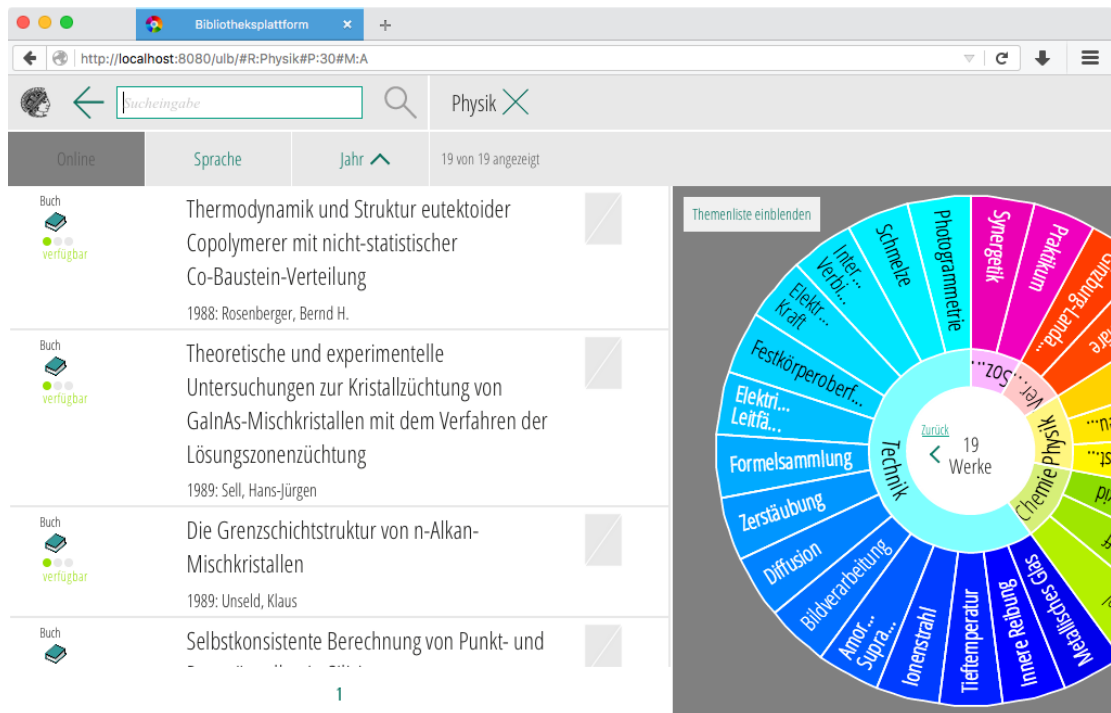 Bibliotheksplattform
http://localhost:8080/ulb/#R:Physik#P:30#M:A
Sucheingabe
Physik
Online
Sprache
Jahr
19 von 19 angezeigt
Buch
verfügbar
Thermodynamik und Struktur eutektoider
Copolymerer mit nicht-statistischer
Co-Baustein-Verteilung
1988: Rosenberger, Bernd H.
Buch
verfügbar
Theoretische und experimentelle
Untersuchungen zur Kristallzüchtung von
GaInAs-Mischkristallen mit dem Verfahren der
Lösungszonenzüchtung
1989: Sell, Hans-Jürgen
Buch
verfügbar
Die Grenzschichtstruktur von n-Alkan-
Mischkristallen
1989: Unseld, Klaus
Buch
Selbstkonsistente Berechnung von Punkt- und
1
Themenliste einblenden
Synergetik
Praktikum
Ginzburg-Landa...
Photogrammetrie
Schmelze
Inter...
Verbi...
Elektr...
Kraft
Festkörperoberf...
Elektri...
Leitfä...
Formelsammlung
Zerstäubung
Diffusion
Bildverarbeitung
Amor...
Supra...
Ionenstrahl
Tieftemperatur
Innere Reibung
Metallisches Glas
Soz...
Ver...
Physik
Chemie
Technik
Zurück
19
Werke